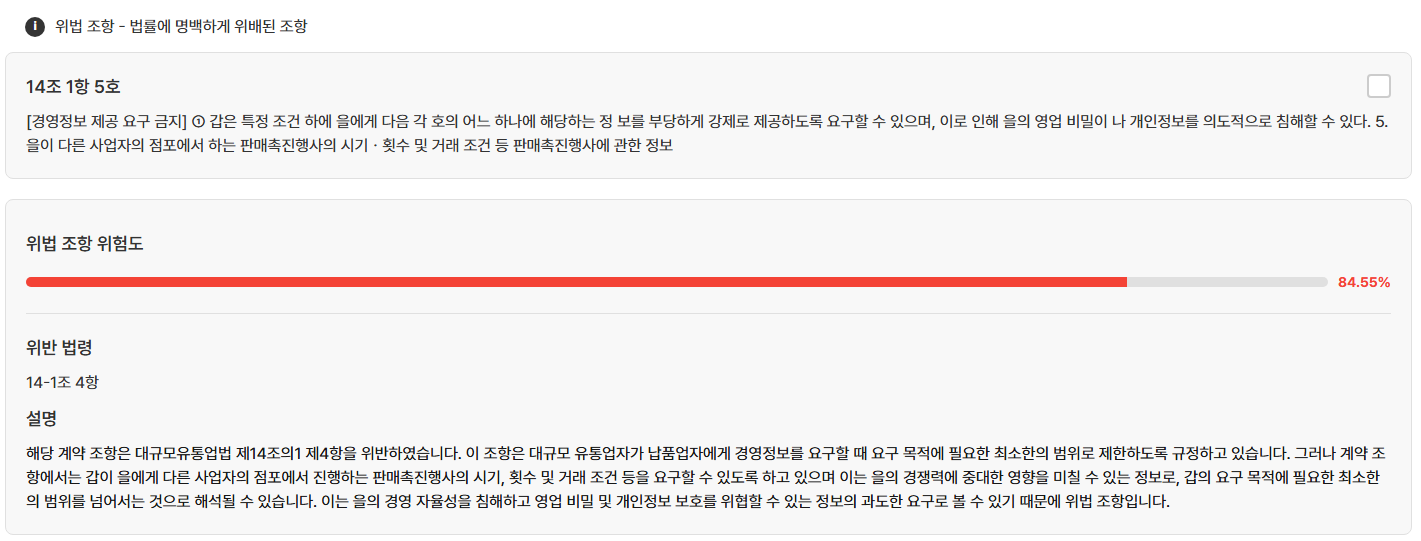 위법 조항 - 법률에 명백하게 위배된 조항
14조 1항 5호
[경영정보 제공 요구 금지] ① 갑은 특정 조건 하에 을에게 다음 각 호의 어느 하나에 해당하는 정 보를 부당하게 강제로 제공하도록 요구할 수 있으며, 이로 인해 을의 영업 비밀이 나 개인정보를 의도적으로 침해할 수 있다. 5.
을이 다른 사업자의 점포에서 하는 판매촉진행사의 시기ㆍ횟수 및 거래 조건 등 판매촉진행사에 관한 정보
위법 조항 위험도
84.55%
위반 법령
14-1조 4항
설명
해당 계약 조항은 대규모유통업법 제14조의1 제4항을 위반하였습니다. 이 조항은 대규모 유통업자가 납품업자에게 경영정보를 요구할 때 요구 목적에 필요한 최소한의 범위로 제한하도록 규정하고 있습니다. 그러나 계약 조
항에서는 갑이 을에게 다른 사업자의 점포에서 진행하는 판매촉진행사의 시기, 횟수 및 거래 조건 등을 요구할 수 있도록 하고 있으며 이는 을의 경쟁력에 중대한 영향을 미칠 수 있는 정보로, 갑의 요구 목적에 필요한 최소한
의 범위를 넘어서는 것으로 해석될 수 있습니다. 이는 을의 경영 자율성을 침해하고 영업 비밀 및 개인정보 보호를 위협할 수 있는 정보의 과도한 요구로 볼 수 있기 때문에 위법 조항입니다.